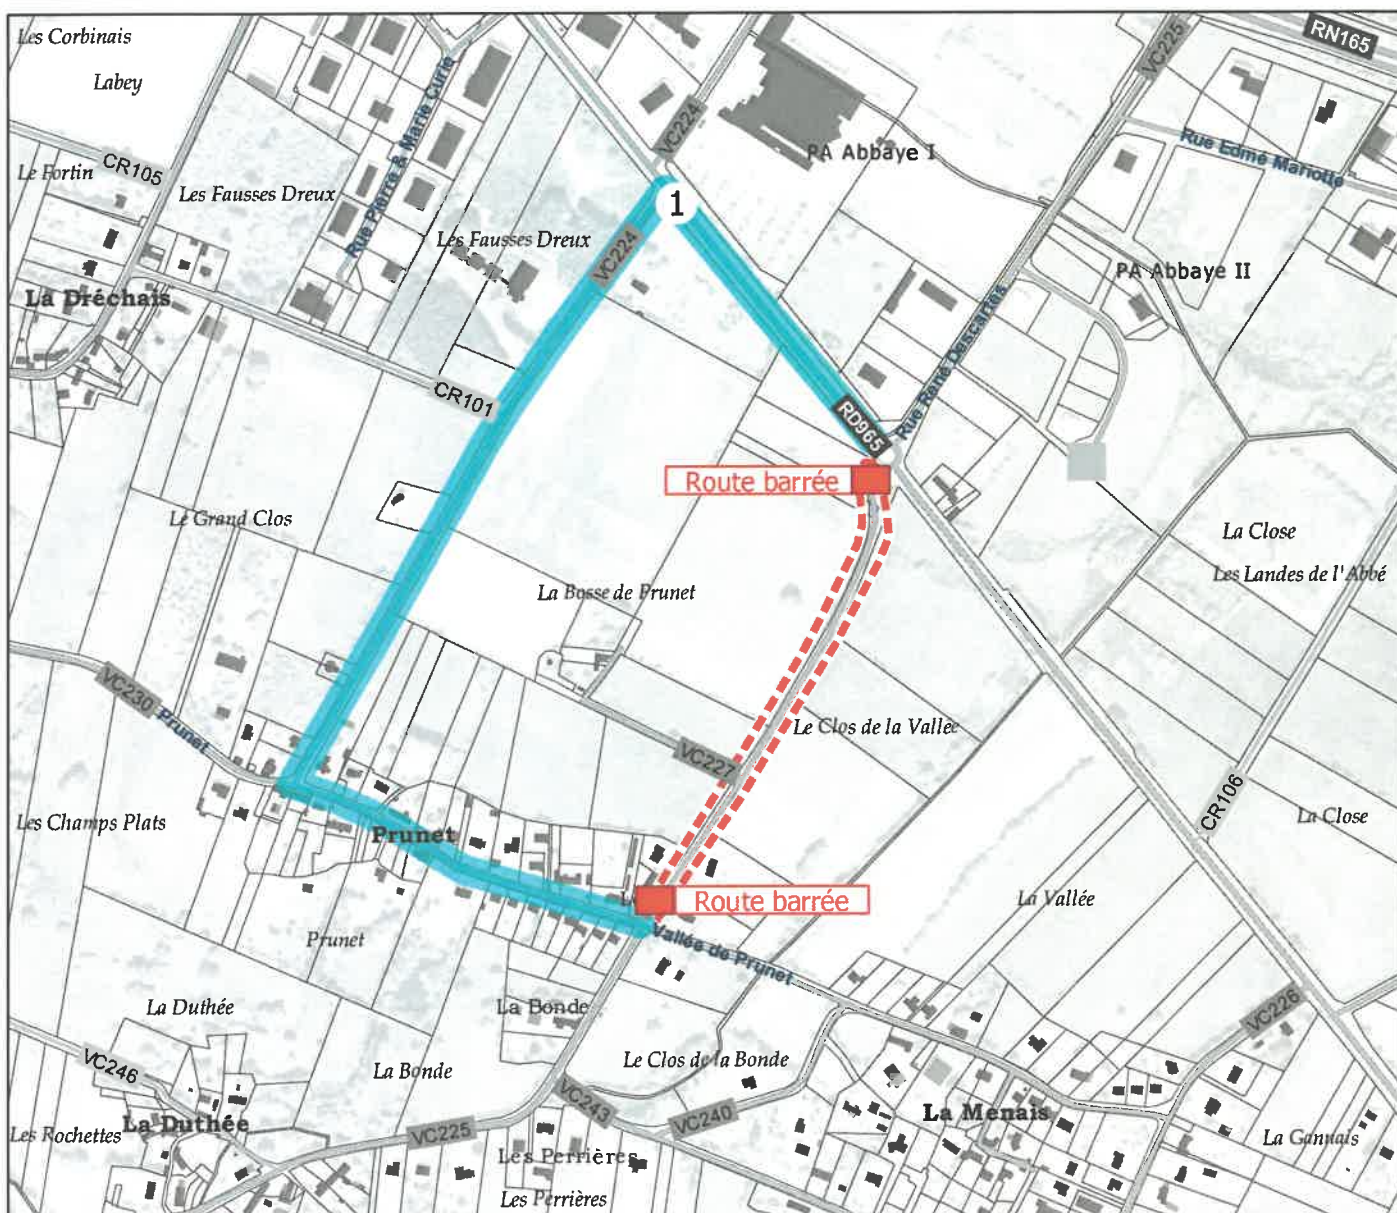 Les Corbinais
RN165
VC225
Labey
Rue Pierre & Marie Curie
VC224
PA Abbaye I
Rue Edmé Mariotte
CR105
Le Fortin
Les Fausses Dreux
1
Les Fausses Dreux
VC224
PA Abbaye II
La Dréchais
Rue René Descartes
CR101
RD965
Route barrée
Le Grand Clos
La Close
Les Landes de l'Abbé
La Bosse de Prunet
VC230
Prunet
Le Clos de la Vallée
VC227
CR106
Les Champs Plats
La Close
Prunet
Route barrée
La Vallée
Prunet
Vallée de Prunet
La Duthée
La Bonde
VC226
VC246
La Bonde
Le Clos de la Bonde
VC243
La Menais
VC240
La Duthée
Les Rochettes
VC225
La Ganuais
Les Perrières
Les Perrières